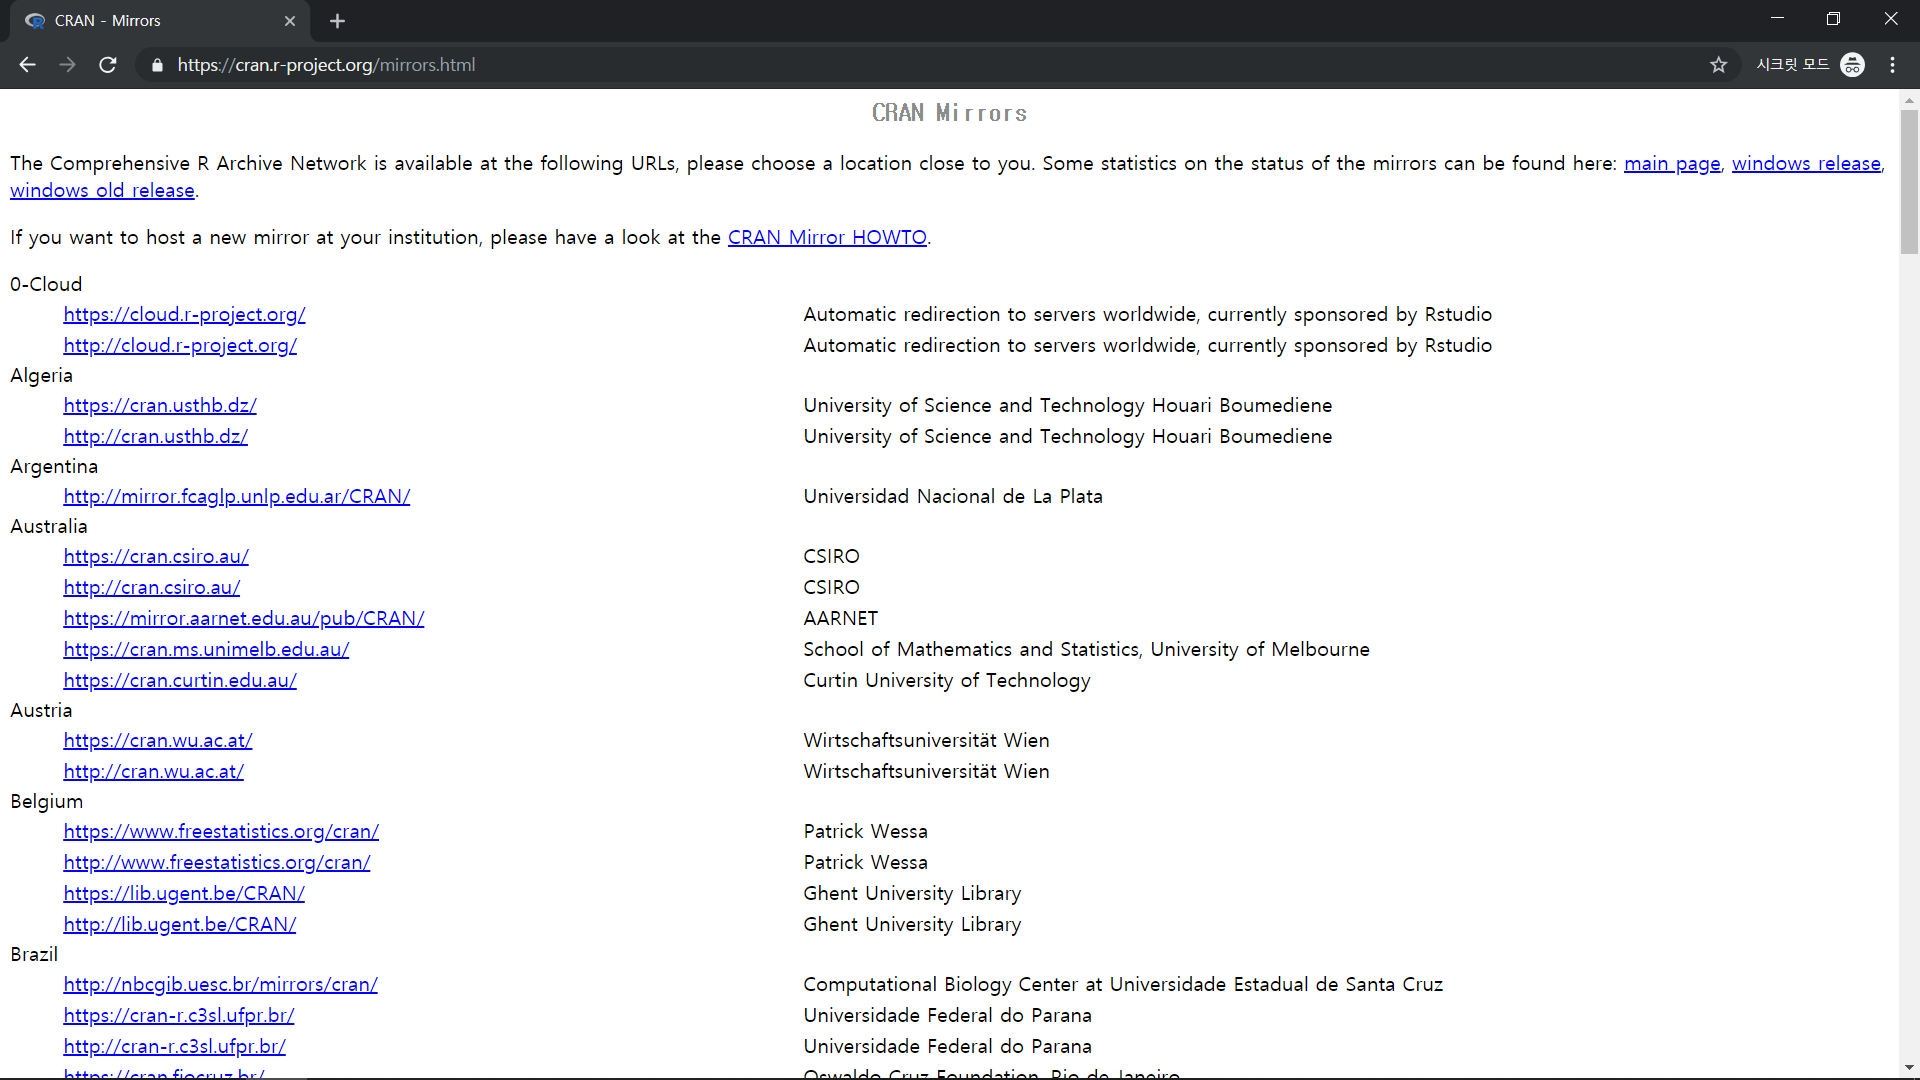 CRAN - Mirrors
https://cran.r-project.org/mirrors.html
시크릿 모드
CRAN Mirrors
The Comprehensive R Archive Network is available at the following URLs, please choose a location close to you. Some statistics on the status of the mirrors can be found here: main page, windows release,
windows old release.
If you want to host a new mirror at your institution, please have a look at the CRAN Mirror HOWTO.
0-Cloud
https://cloud.r-project.org/ Automatic redirection to servers worldwide, currently sponsored by Rstudio
http://cloud.r-project.org/ Automatic redirection to servers worldwide, currently sponsored by Rstudio
Algeria
https://cran.usthb.dz/ University of Science and Technology Houari Boumediene
http://cran.usthb.dz/ University of Science and Technology Houari Boumediene
Argentina
http://mirror.fcaglp.unlp.edu.ar/CRAN/ Universidad Nacional de La Plata
Australia
https://cran.csiro.au/ CSIRO
http://cran.csiro.au/ CSIRO
https://mirror.aarnet.edu.au/pub/CRAN/ AARNET
https://cran.ms.unimelb.edu.au/ School of Mathematics and Statistics, University of Melbourne
https://cran.curtin.edu.au/ Curtin University of Technology
Austria
https://cran.wu.ac.at/ Wirtschaftsuniversität Wien
http://cran.wu.ac.at/ Wirtschaftsuniversität Wien
Belgium
https://www.freestatistics.org/cran/ Patrick Wessa
http://www.freestatistics.org/cran/ Patrick Wessa
https://lib.ugent.be/CRAN/ Ghent University Library
http://lib.ugent.be/CRAN/ Ghent University Library
Brazil
http://nbcgib.uesc.br/mirrors/cran/ Computational Biology Center at Universidade Estadual de Santa Cruz
https://cran-r.c3sl.ufpr.br/ Universidade Federal do Parana
http://cran-r.c3sl.ufpr.br/ Universidade Federal do Parana
https://cran.fiocruz.br/ Oswaldo Cruz Foundation, Rio de Janeiro